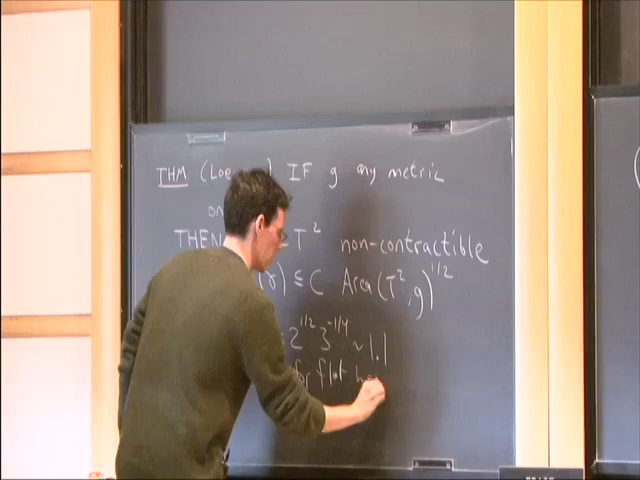 THM (Loe IF g any metric
on
THEN T² non-contractible
(γ) ≤ C Area(T², g)^1/2
= 2^1/2 3^-1/4 ~ 1.1
for flat